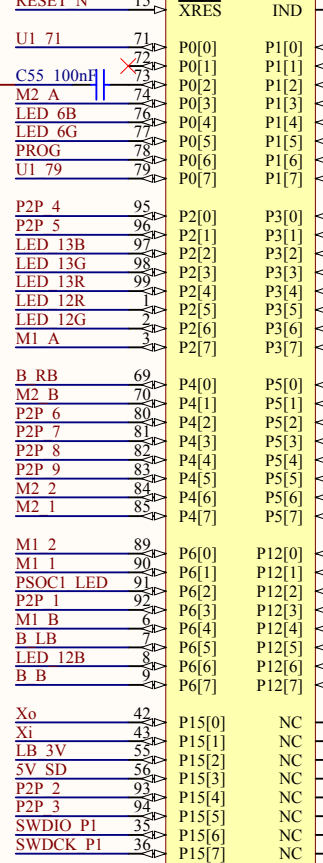 RESET N 15 XRES IND
U1 71 71 P0[0] P1[0]
72 P0[1] P1[1]
C55 100nF 73 P0[2] P1[2]
M2 A 74 P0[3] P1[3]
LED 6B 76 P0[4] P1[4]
LED 6G 77 P0[5] P1[5]
PROG 78 P0[6] P1[6]
U1 79 79 P0[7] P1[7]
P2P 4 95 P2[0] P3[0]
P2P 5 96 P2[1] P3[1]
LED 13B 97 P2[2] P3[2]
LED 13G 98 P2[3] P3[3]
LED 13R 99 P2[4] P3[4]
LED 12R 1 P2[5] P3[5]
LED 12G 2 P2[6] P3[6]
M1 A 3 P2[7] P3[7]
B RB 69 P4[0] P5[0]
M2 B 70 P4[1] P5[1]
P2P 6 80 P4[2] P5[2]
P2P 7 81 P4[3] P5[3]
P2P 8 82 P4[4] P5[4]
P2P 9 83 P4[5] P5[5]
M2 2 84 P4[6] P5[6]
M2 1 85 P4[7] P5[7]
M1 2 89 P6[0] P12[0]
M1 1 90 P6[1] P12[1]
PSOC1 LED 91 P6[2] P12[2]
P2P 1 92 P6[3] P12[3]
M1 B 6 P6[4] P12[4]
B LB 7 P6[5] P12[5]
LED 12B 8 P6[6] P12[6]
B B 9 P6[7] P12[7]
Xo 42 P15[0] NC
Xi 43 P15[1] NC
LB 3V 55 P15[2] NC
5V SD 56 P15[3] NC
P2P 2 93 P15[4] NC
P2P 3 94 P15[5] NC
SWDIO P1 35 P15[6] NC
SWDCK P1 36 P15[7] NC